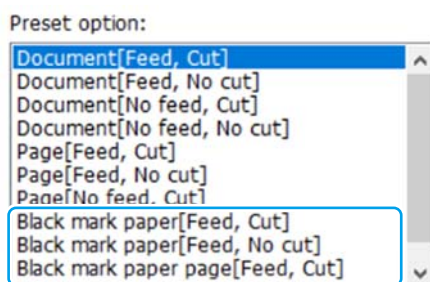 Preset option:
Document[Feed, Cut]
Document[Feed, No cut]
Document[No feed, Cut]
Document[No feed, No cut]
Page[Feed, Cut]
Page[Feed, No cut]
Page[No feed, Cut]
Black mark paper[Feed, Cut]
Black mark paper[Feed, No cut]
Black mark paper page[Feed, Cut]